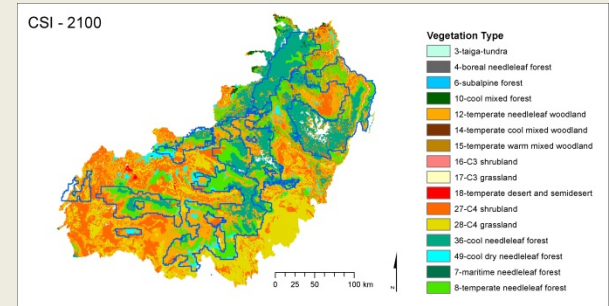 CSI - 2100
Vegetation Type
3-taiga-tundra
4-boreal needleleaf forest
6-subalpine forest
10-cool mixed forest
12-temperate needleleaf woodland
14-temperate cool mixed woodland
15-temperate warm mixed woodland
16-C3 shrubland
17-C3 grassland
18-temperate desert and semidesert
27-C4 shrubland
28-C4 grassland
36-cool needleleaf forest
49-cool dry needleleaf forest
7-maritime needleleaf forest
8-temperate needleleaf forest
0 25 50 100 km
N